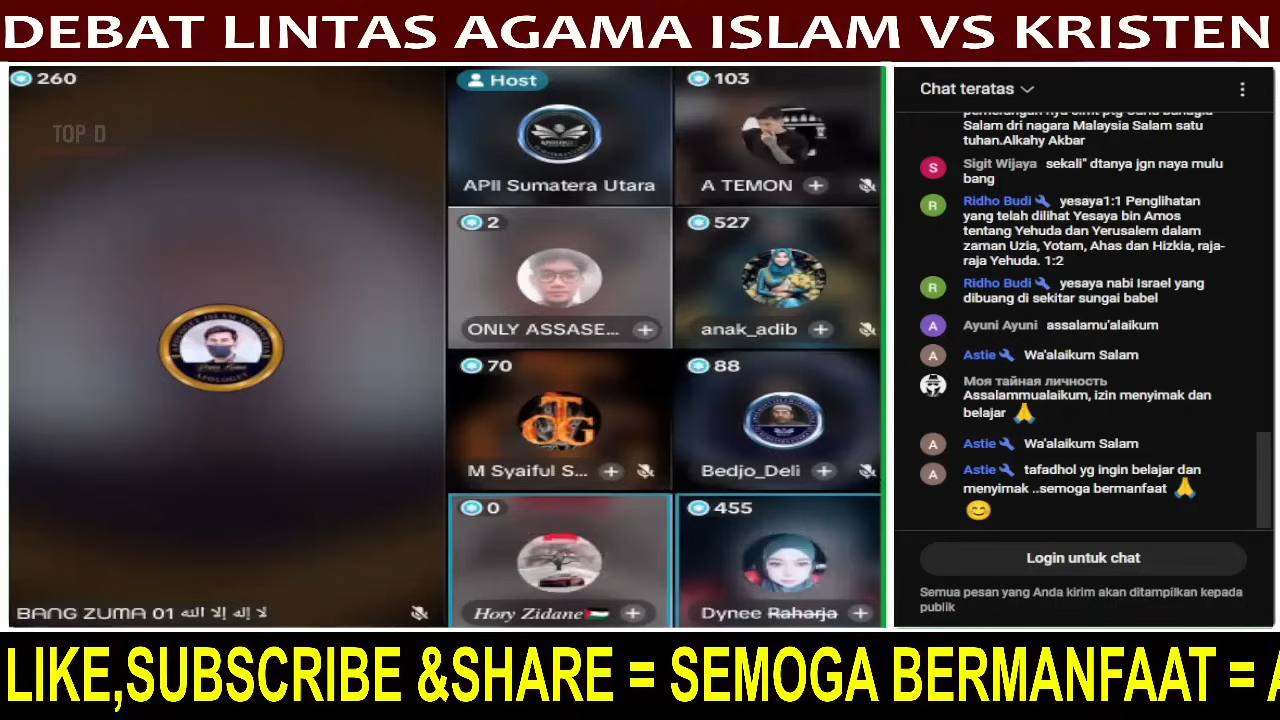 DEBAT LINTAS AGAMA ISLAM VS KRISTEN
260
TOP D
BANG ZUMA 01 لا إله إلا الله
Host
APII Sumatera Utara
103
A TEMON
2
ONLY ASSASE...
527
anak_adib
70
M Syaiful S...
88
Bedjo_Deli
0
Hory Zidane🇵🇸
455
Dynee Raharja
Chat teratas
Salam dri nagara Malaysia Salam satu
tuhan.Alkahy Akbar
S
Sigit Wijaya sekali" dtanya jgn naya mulu
bang
R
Ridho Budi yesaya1:1 Penglihatan
yang telah dilihat Yesaya bin Amos
tentang Yehuda dan Yerusalem dalam
zaman Uzia, Yotam, Ahas dan Hizkia, raja-
raja Yehuda. 1:2
R
Ridho Budi yesaya nabi Israel yang
dibuang di sekitar sungai babel
A
Ayuni Ayuni assalamu'alaikum
A
Astie Wa'alaikum Salam
Моя тайная личность
Assalammualaikum, izin menyimak dan
belajar 🙏
A
Astie Wa'alaikum Salam
A
Astie tafadhol yg ingin belajar dan
menyimak ..semoga bermanfaat 🙏
😊
Login untuk chat
Semua pesan yang Anda kirim akan ditampilkan kepada
publik
LIKE,SUBSCRIBE &SHARE = SEMOGA BERMANFAAT =